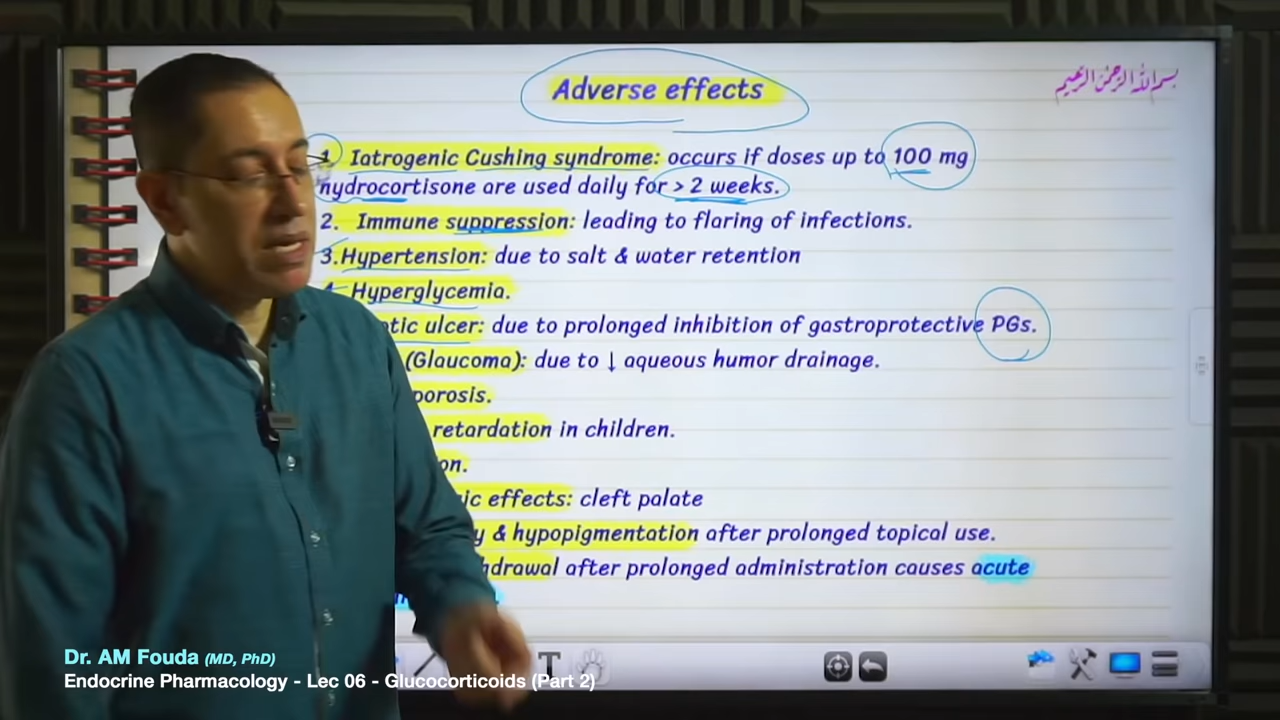 Adverse effects
بسم الله الرحمن الرحيم
1. Iatrogenic Cushing syndrome: occurs if doses up to 100 mg
hydrocortisone are used daily for > 2 weeks.
2. Immune suppression: leading to flaring of infections.
3.Hypertension: due to salt & water retention
4. Hyperglycemia.
tic ulcer: due to prolonged inhibition of gastroprotective PGs.
(Glaucoma): due to ↓ aqueous humor drainage.
porosis.
retardation in children.
on.
ic effects: cleft palate
y & hypopigmentation after prolonged topical use.
hdrawal after prolonged administration causes acute
T
Dr. AM Fouda (MD, PhD)
Endocrine Pharmacology - Lec 06 - Glucocorticoids (Part 2)